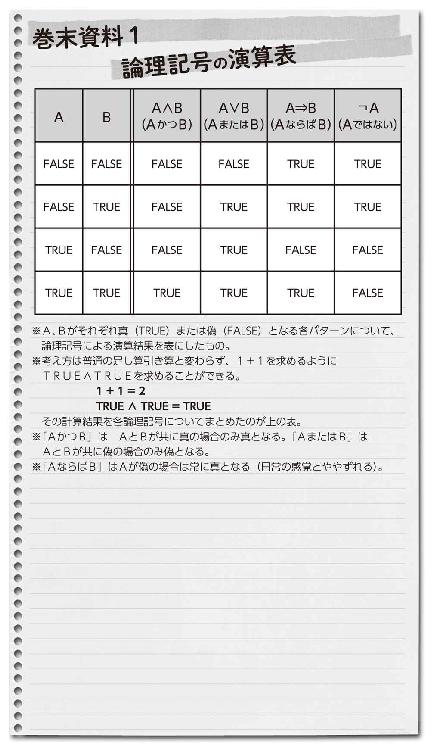 巻末資料1
論理記号の演算表
A B A∧B A∨B A⇒B ¬A
(AかつB) (AまたはB) (AならばB) (Aではない)
FALSE FALSE FALSE FALSE TRUE TRUE
FALSE TRUE FALSE TRUE TRUE TRUE
TRUE FALSE FALSE TRUE FALSE FALSE
TRUE TRUE TRUE TRUE TRUE FALSE
※A、Bがそれぞれ真（TRUE）または偽（FALSE）となる各パターンについて、
論理記号による演算結果を表にしたもの。
※考え方は普通の足し算引き算と変わらず、1＋1を求めるように
TRUE∧TRUEを求めることができる。
1＋1＝2
TRUE ∧ TRUE＝TRUE
その計算結果を各論理記号についてまとめたのが上の表。
※「AかつB」は　AとBが共に真の場合のみ真となる。「AまたはB」は
AとBが共に偽の場合のみ偽となる。
※「AならばB」はAが偽の場合は常に真となる（日常の感覚とややずれる）。